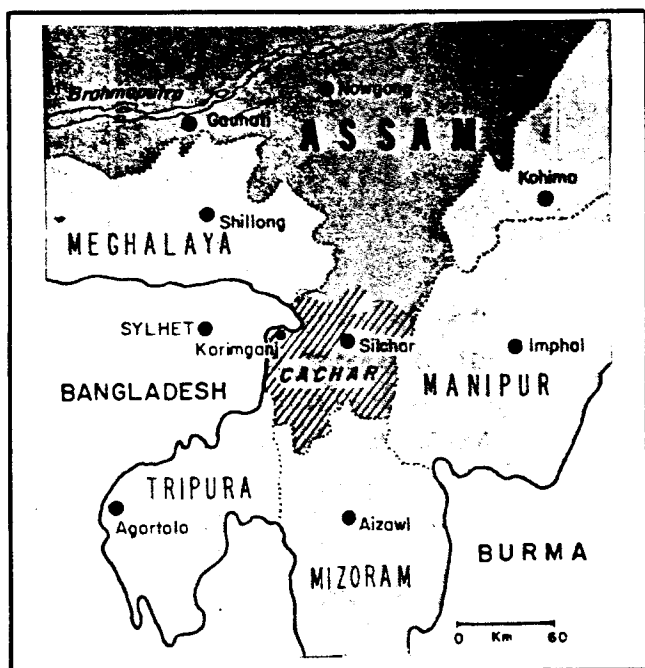 Brahmaputra
Nowgong
Gauhati
ASSAM
Kohima
Shillong
MEGHALAYA
SYLHET
Karimganj
Silchar
Imphal
CACHAR
BANGLADESH
MANIPUR
TRIPURA
Agartala
Aizawl
BURMA
MIZORAM
0 Km 60